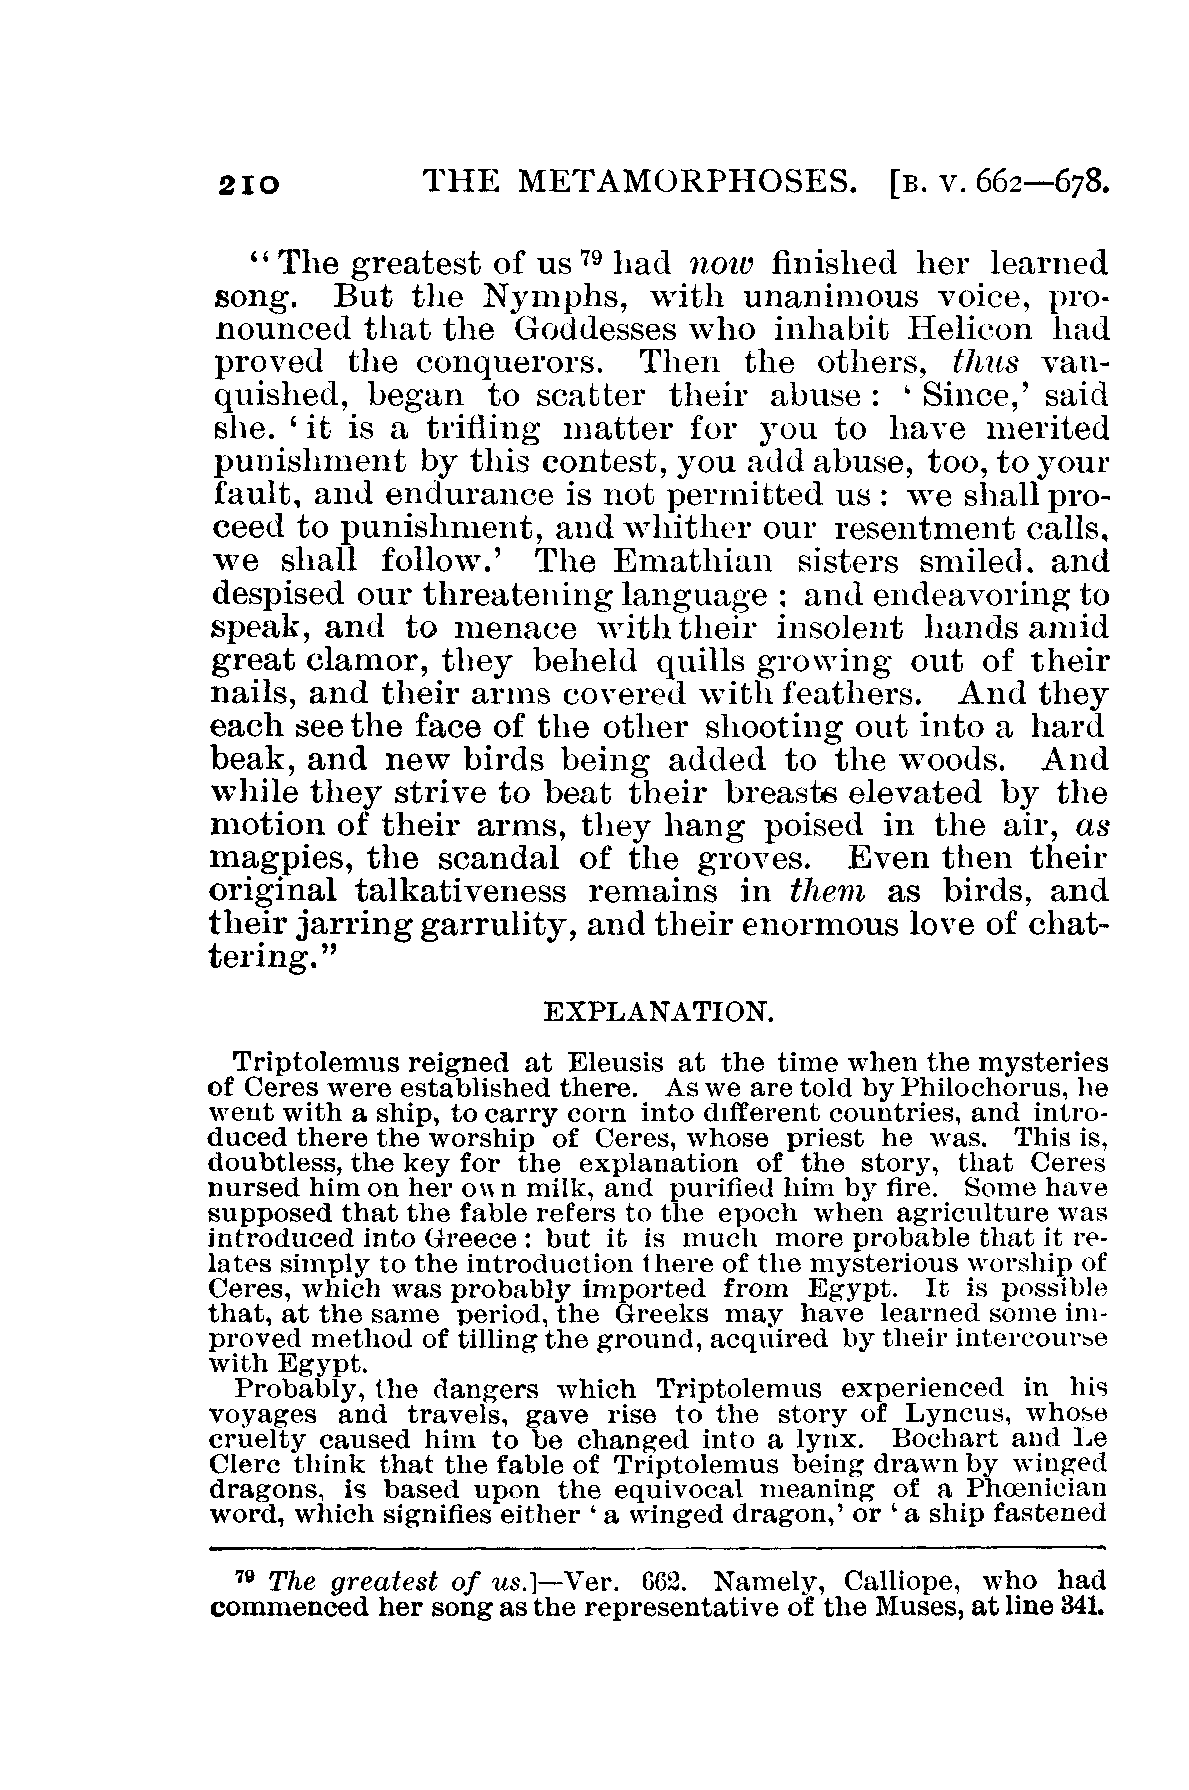 210 THE METAMORPHOSES. [B. V. 662—678.
“The greatest of us 79 had now finished her learned
song. But the Nymphs, with unanimous voice, pro-
nounced that the Goddesses who inhabit Helicon had
proved the conquerors. Then the others, thus van-
quished, began to scatter their abuse: ‘Since,’ said
she. ‘it is a trifling matter for you to have merited
punishment by this contest, you add abuse, too, to your
fault, and endurance is not permitted us: we shall pro-
ceed to punishment, and whither our resentment calls,
we shall follow.’ The Emathian sisters smiled. and
despised our threatening language; and endeavoring to
speak, and to menace with their insolent hands amid
great clamor, they beheld quills growing out of their
nails, and their arms covered with feathers. And they
each see the face of the other shooting out into a hard
beak, and new birds being added to the woods. And
while they strive to beat their breasts elevated by the
motion of their arms, they hang poised in the air, as
magpies, the scandal of the groves. Even then their
original talkativeness remains in them as birds, and
their jarring garrulity, and their enormous love of chat-
tering.”
EXPLANATION.
Triptolemus reigned at Eleusis at the time when the mysteries
of Ceres were established there. As we are told by Philochorus, he
went with a ship, to carry corn into different countries, and intro-
duced there the worship of Ceres, whose priest he was. This is,
doubtless, the key for the explanation of the story, that Ceres
nursed him on her own milk, and purified him by fire. Some have
supposed that the fable refers to the epoch when agriculture was
introduced into Greece: but it is much more probable that it re-
lates simply to the introduction there of the mysterious worship of
Ceres, which was probably imported from Egypt. It is possible
that, at the same period, the Greeks may have learned some im-
proved method of tilling the ground, acquired by their intercourse
with Egypt.
Probably, the dangers which Triptolemus experienced in his
voyages and travels, gave rise to the story of Lyncus, whose
cruelty caused him to be changed into a lynx. Bochart and Le
Clerc think that the fable of Triptolemus being drawn by winged
dragons, is based upon the equivocal meaning of a Phœnician
word, which signifies either ‘a winged dragon,’ or ‘a ship fastened
79 The greatest of us.]—Ver. 662. Namely, Calliope, who had
commenced her song as the representative of the Muses, at line 341.